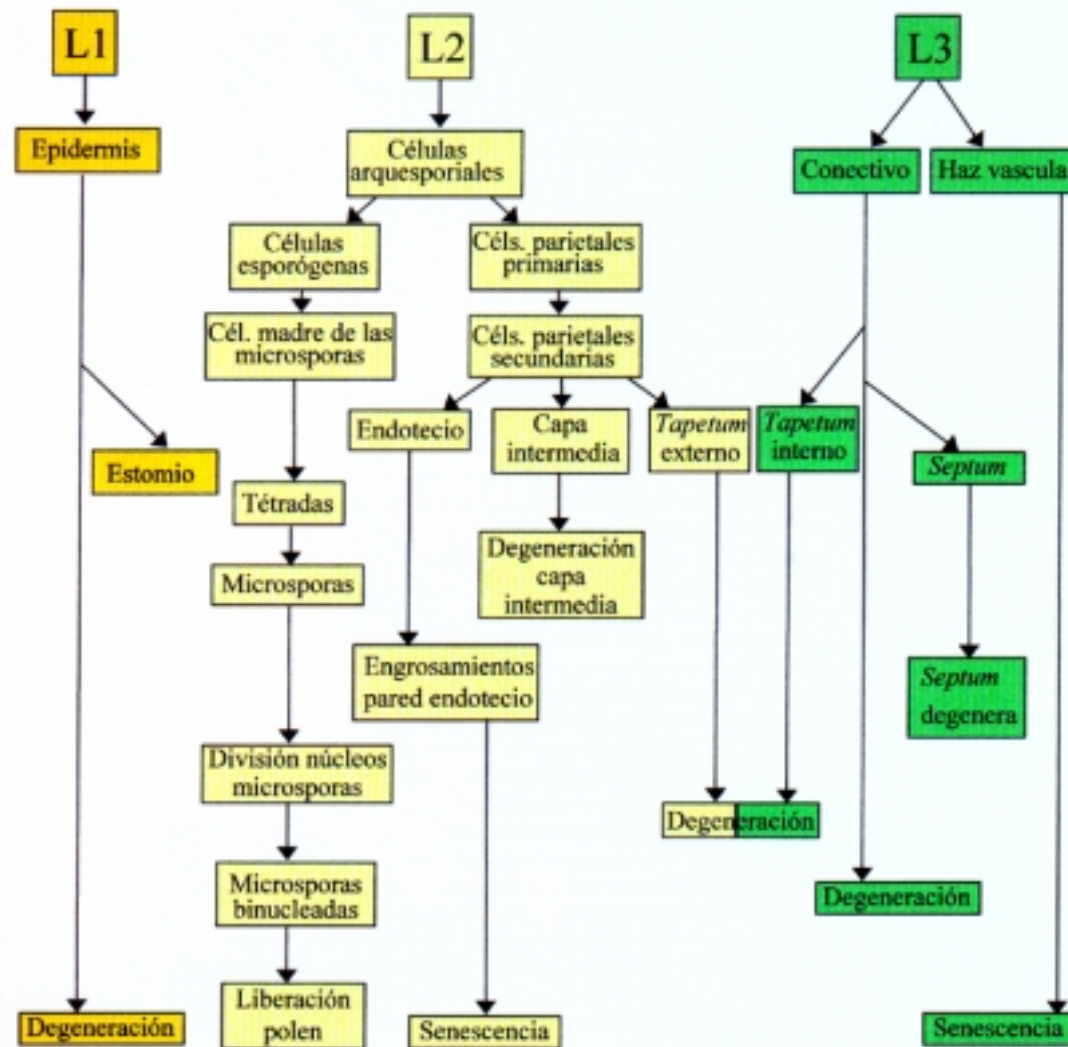 L1
L2
L3
Epidermis
Células
arquesporiales
Conectivo
Haz vascula
Células
esporógenas
Céls. parietales
primarias
Cél. madre de las
microsporas
Céls. parietales
secundarias
Endotecio
Capa
intermedia
Tapetum
externo
Tapetum
interno
Septum
Estomio
Tétradas
Degeneración
capa
intermedia
Microsporas
Engrosamientos
pared endotecio
Septum
degenera
División núcleos
microsporas
Degeneración
Microsporas
binucleadas
Degeneración
Degeneración
Liberación
polen
Senescencia
Senescencia